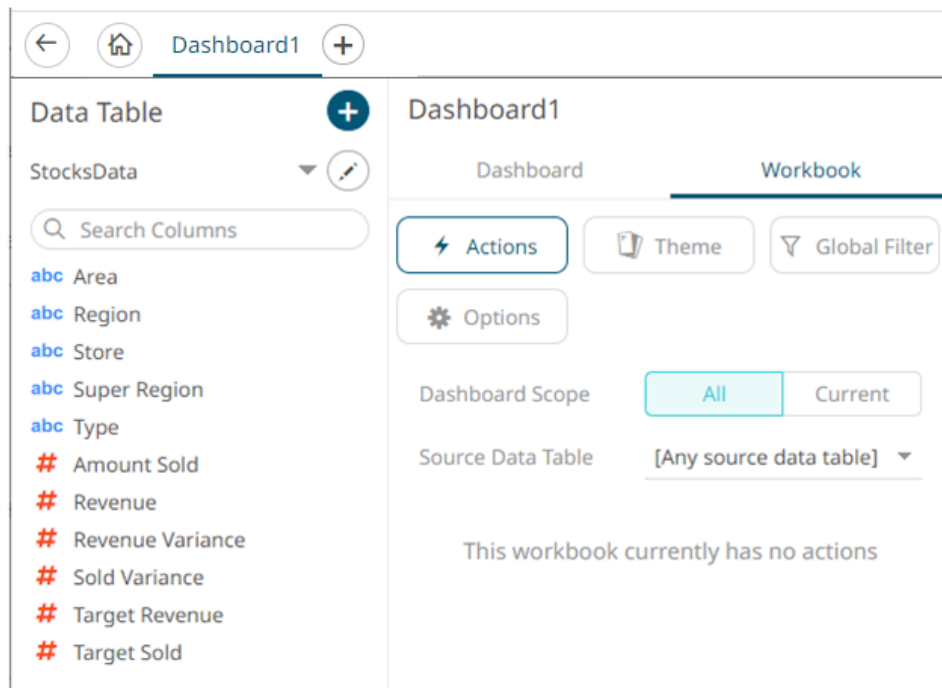 Dashboard1
Data Table
StocksData
Search Columns
abc Area
abc Region
abc Store
abc Super Region
abc Type
# Amount Sold
# Revenue
# Revenue Variance
# Sold Variance
# Target Revenue
# Target Sold
Dashboard1
Dashboard Workbook
Actions Theme Global Filter
Options
Dashboard Scope All Current
Source Data Table [Any source data table]
This workbook currently has no actions